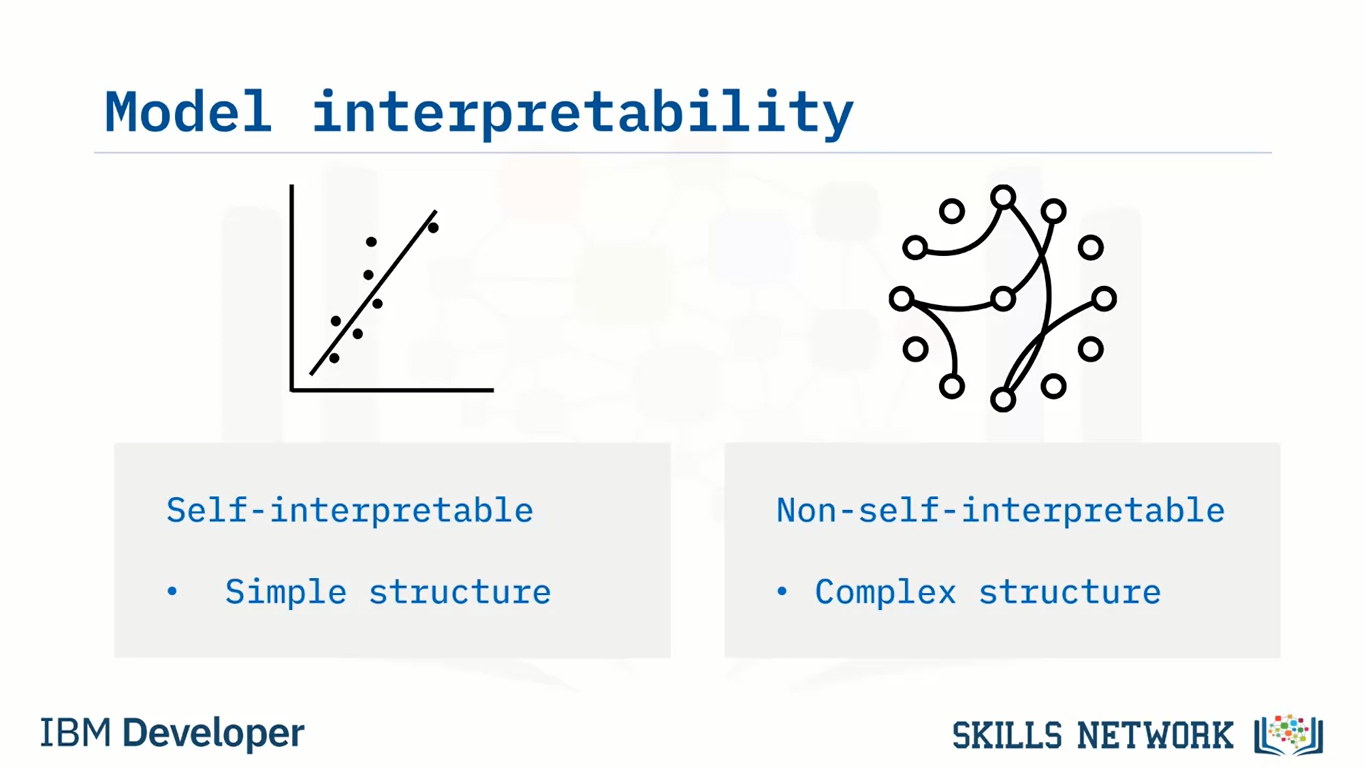 Model interpretability
Self-interpretable
• Simple structure
Non-self-interpretable
• Complex structure
IBM Developer
SKILLS NETWORK